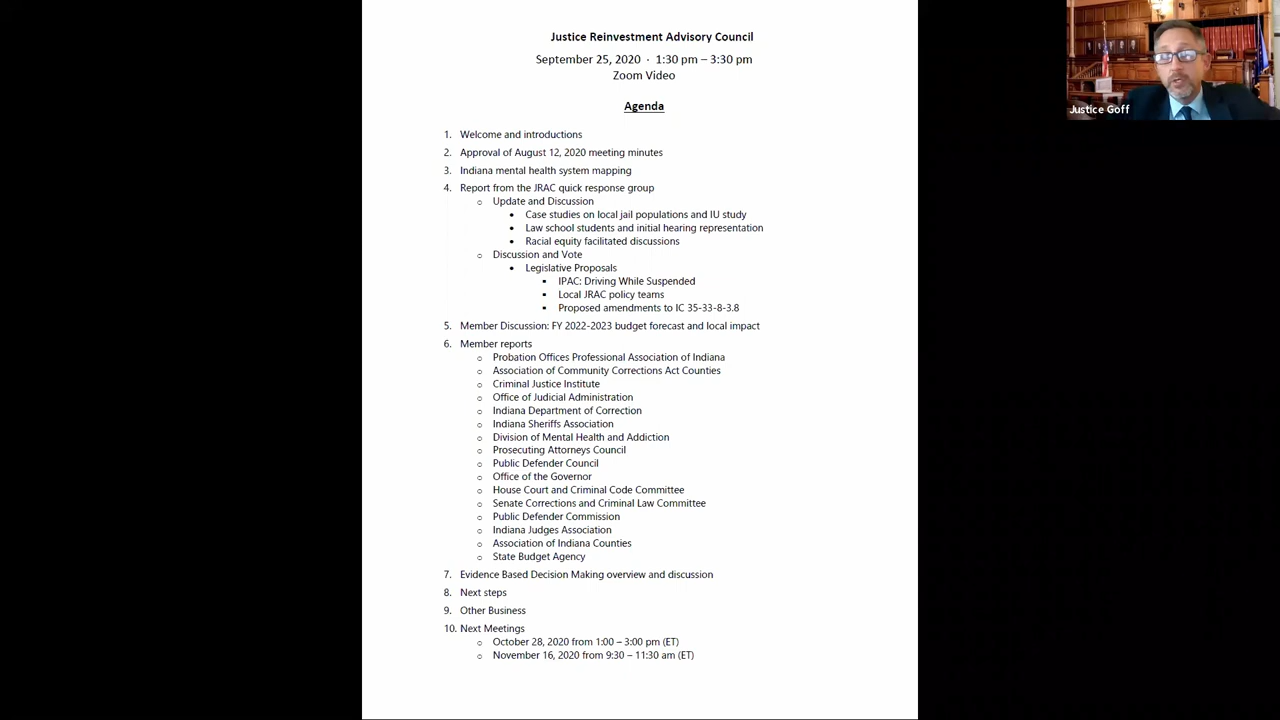 Justice Reinvestment Advisory Council
September 25, 2020 · 1:30 pm – 3:30 pm
Zoom Video
Agenda
1. Welcome and introductions
2. Approval of August 12, 2020 meeting minutes
3. Indiana mental health system mapping
4. Report from the JRAC quick response group
o Update and Discussion
• Case studies on local jail populations and IU study
• Law school students and initial hearing representation
• Racial equity facilitated discussions
o Discussion and Vote
• Legislative Proposals
▪ IPAC: Driving While Suspended
▪ Local JRAC policy teams
▪ Proposed amendments to IC 35-33-8-3.8
5. Member Discussion: FY 2022-2023 budget forecast and local impact
6. Member reports
o Probation Offices Professional Association of Indiana
o Association of Community Corrections Act Counties
o Criminal Justice Institute
o Office of Judicial Administration
o Indiana Department of Correction
o Indiana Sheriffs Association
o Division of Mental Health and Addiction
o Prosecuting Attorneys Council
o Public Defender Council
o Office of the Governor
o House Court and Criminal Code Committee
o Senate Corrections and Criminal Law Committee
o Public Defender Commission
o Indiana Judges Association
o Association of Indiana Counties
o State Budget Agency
7. Evidence Based Decision Making overview and discussion
8. Next steps
9. Other Business
10. Next Meetings
o October 28, 2020 from 1:00 – 3:00 pm (ET)
o November 16, 2020 from 9:30 – 11:30 am (ET)
Justice Goff